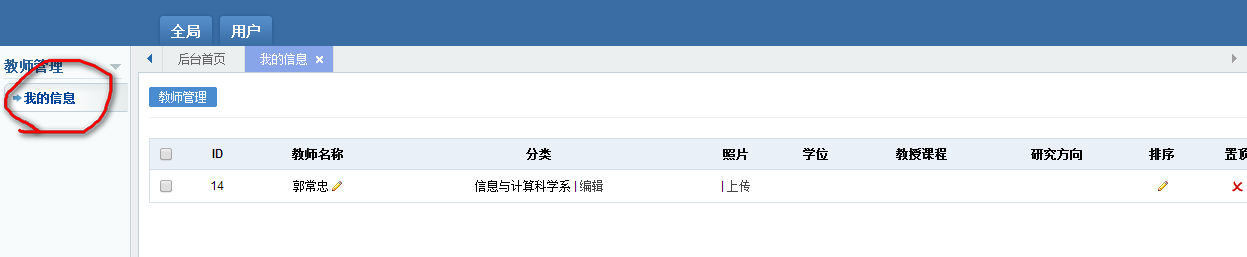 全局 用户
教师管理
我的信息
后台首页 我的信息
教师管理
ID 教师名称 分类 照片 学位 教授课程 研究方向 排序 置顶
14 郭常忠 信息与计算科学系 | 编辑 | 上传